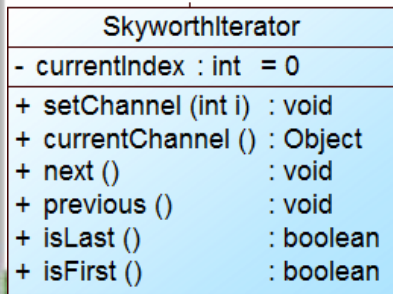 SkyworthIterator
- currentIndex : int = 0
+ setChannel (int i) : void
+ currentChannel () : Object
+ next () : void
+ previous () : void
+ isLast () : boolean
+ isFirst () : boolean